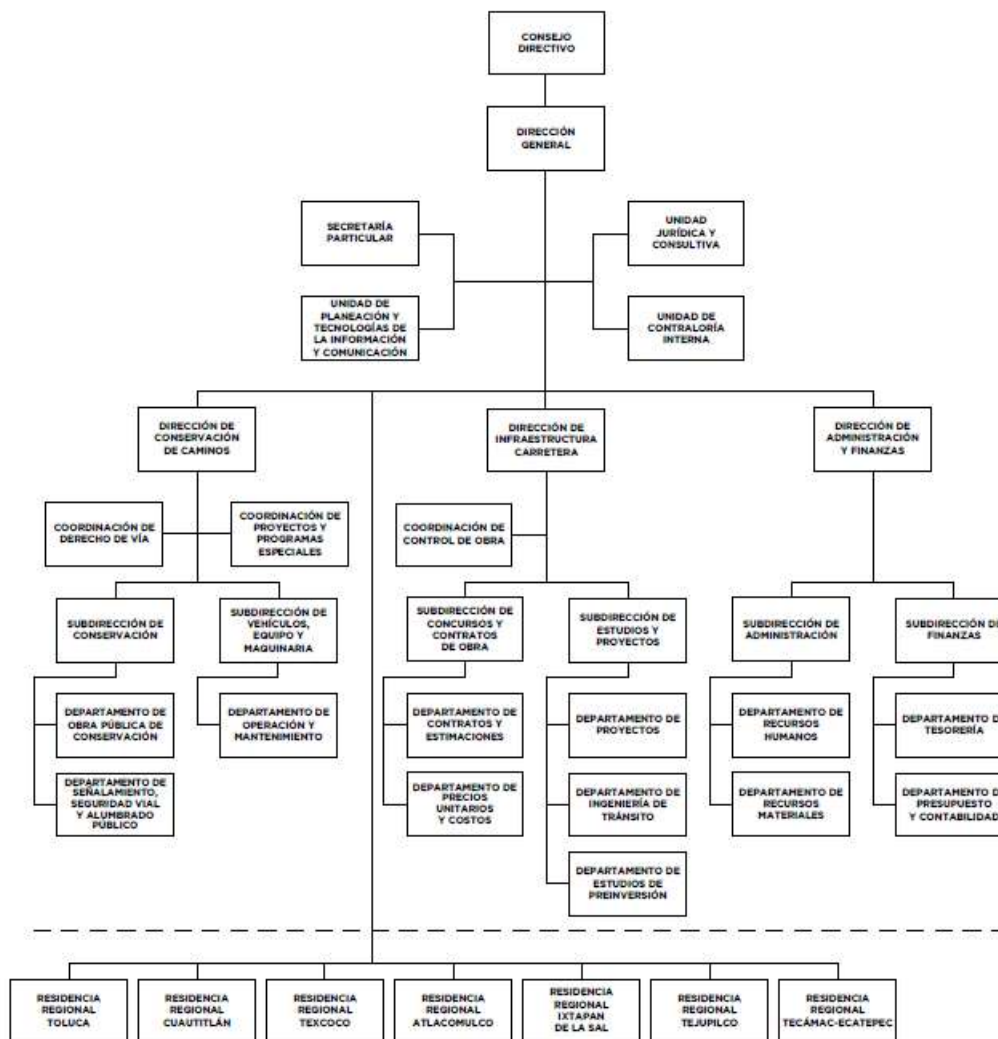 CONSEJO
DIRECTIVO
DIRECCIÓN
GENERAL
SECRETARÍA
PARTICULAR
UNIDAD
JURÍDICA Y
CONSULTIVA
UNIDAD DE
PLANEACIÓN Y
TECNOLOGÍAS DE
LA INFORMACIÓN
Y COMUNICACIÓN
UNIDAD DE
CONTRALORÍA
INTERNA
DIRECCIÓN DE
CONSERVACIÓN
DE CAMINOS
DIRECCIÓN DE
INFRAESTRUCTURA
CARRETERA
DIRECCIÓN DE
ADMINISTRACIÓN
Y FINANZAS
COORDINACIÓN DE
DERECHO DE VÍA
COORDINACIÓN DE
PROYECTOS Y
PROGRAMAS
ESPECIALES
COORDINACIÓN DE
CONTROL DE OBRA
SUBDIRECCIÓN DE
CONSERVACIÓN
SUBDIRECCIÓN DE
VEHÍCULOS,
EQUIPO Y
MAQUINARIA
SUBDIRECCIÓN DE
CONCURSOS Y
CONTRATOS
DE OBRA
SUBDIRECCIÓN DE
ESTUDIOS Y
PROYECTOS
SUBDIRECCIÓN DE
ADMINISTRACIÓN
SUBDIRECCIÓN DE
FINANZAS
DEPARTAMENTO DE
OBRA PÚBLICA DE
CONSERVACIÓN
DEPARTAMENTO DE
OPERACIÓN Y
MANTENIMIENTO
DEPARTAMENTO DE
CONTRATOS Y
ESTIMACIONES
DEPARTAMENTO DE
PROYECTOS
DEPARTAMENTO DE
RECURSOS
HUMANOS
DEPARTAMENTO DE
TESORERÍA
DEPARTAMENTO DE
SEÑALAMIENTO,
SEGURIDAD VIAL
Y ALUMBRADO
PÚBLICO
DEPARTAMENTO DE
PRECIOS
UNITARIOS
Y COSTOS
DEPARTAMENTO DE
INGENIERÍA DE
TRÁNSITO
DEPARTAMENTO DE
RECURSOS
MATERIALES
DEPARTAMENTO DE
PRESUPUESTO
Y CONTABILIDAD
DEPARTAMENTO DE
ESTUDIOS DE
PREINVERSIÓN
RESIDENCIA
REGIONAL
TOLUCA
RESIDENCIA
REGIONAL
CUAUTITLÁN
RESIDENCIA
REGIONAL
TEXCOCO
RESIDENCIA
REGIONAL
ATLACOMULCO
RESIDENCIA
REGIONAL
IXTAPAN
DE LA SAL
RESIDENCIA
REGIONAL
TEJUPILCO
RESIDENCIA
REGIONAL
TECÁMAC-ECATEPEC